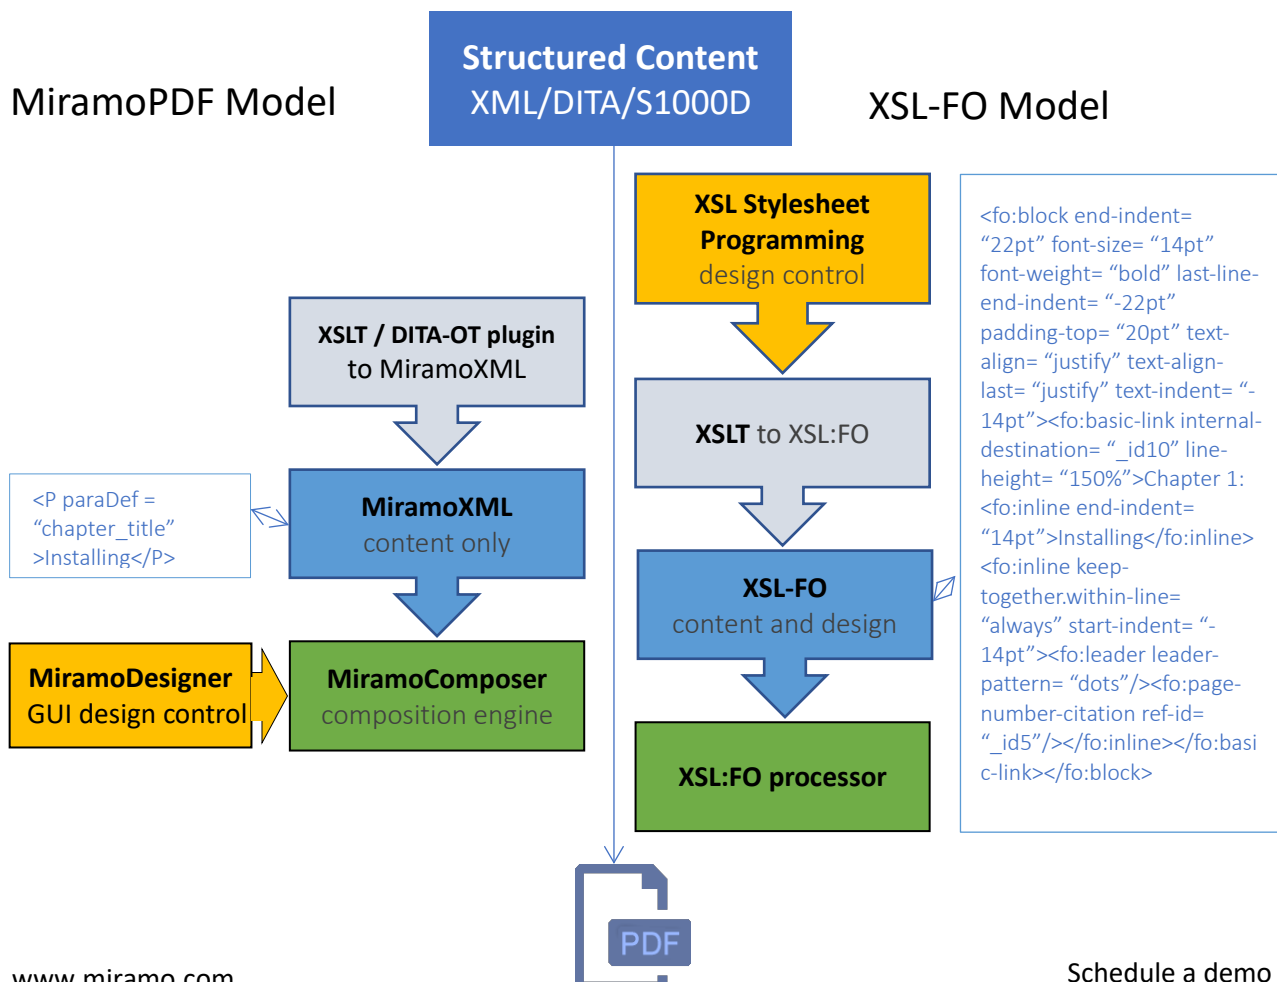 Structured Content
XML/DITA/S1000D
MiramoPDF Model
XSL-FO Model
XSLT / DITA-OT plugin
to MiramoXML
<P paraDef =
“chapter_title”
>Installing</P>
MiramoXML
content only
MiramoDesigner
GUI design control
MiramoComposer
composition engine
XSL Stylesheet
Programming
design control
XSLT to XSL:FO
XSL-FO
content and design
XSL:FO processor
<fo:block end-indent=
“22pt” font-size= “14pt”
font-weight= “bold” last-line-
end-indent= “-22pt”
padding-top= “20pt” text-
align= “justify” text-align-
last= “justify” text-indent= “-
14pt”><fo:basic-link internal-
destination= “_id10” line-
height= “150%”>Chapter 1:
<fo:inline end-indent=
“14pt”>Installing</fo:inline>
<fo:inline keep-
together.within-line=
“always” start-indent= “-
14pt”><fo:leader leader-
pattern= “dots”/><fo:page-
number-citation ref-id=
“_id5”/></fo:inline></fo:basi
c-link></fo:block>
PDF
www.miramo.com
Schedule a demo